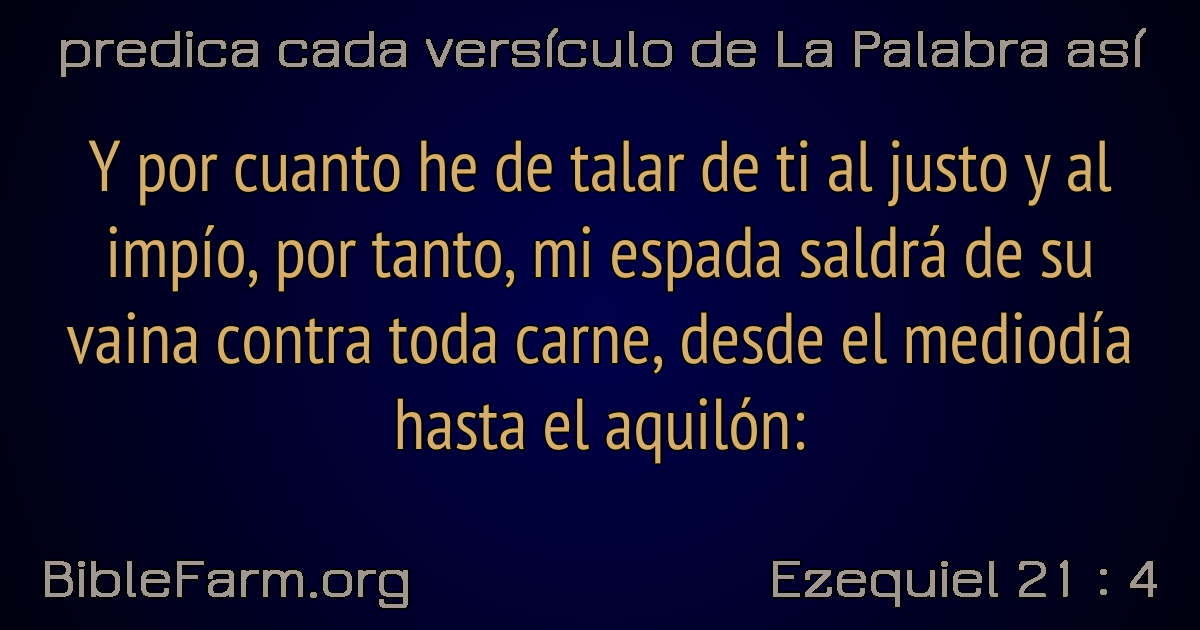 predica cada versículo de La Palabra así
Y por cuanto he de talar de ti al justo y al
impío, por tanto, mi espada saldrá de su
vaina contra toda carne, desde el mediodía
hasta el aquilón:
BibleFarm.org
Ezequiel 21 : 4